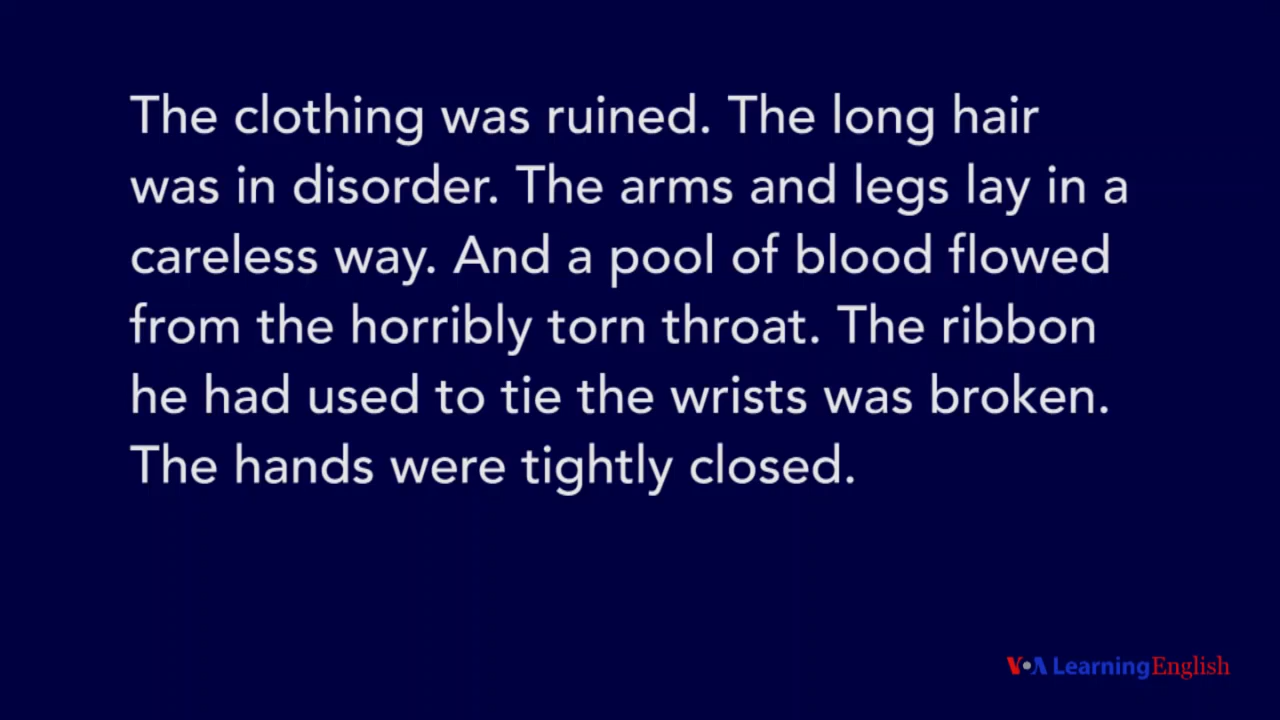 The clothing was ruined. The long hair
was in disorder. The arms and legs lay in a
careless way. And a pool of blood flowed
from the horribly torn throat. The ribbon
he had used to tie the wrists was broken.
The hands were tightly closed.
VOA Learning English